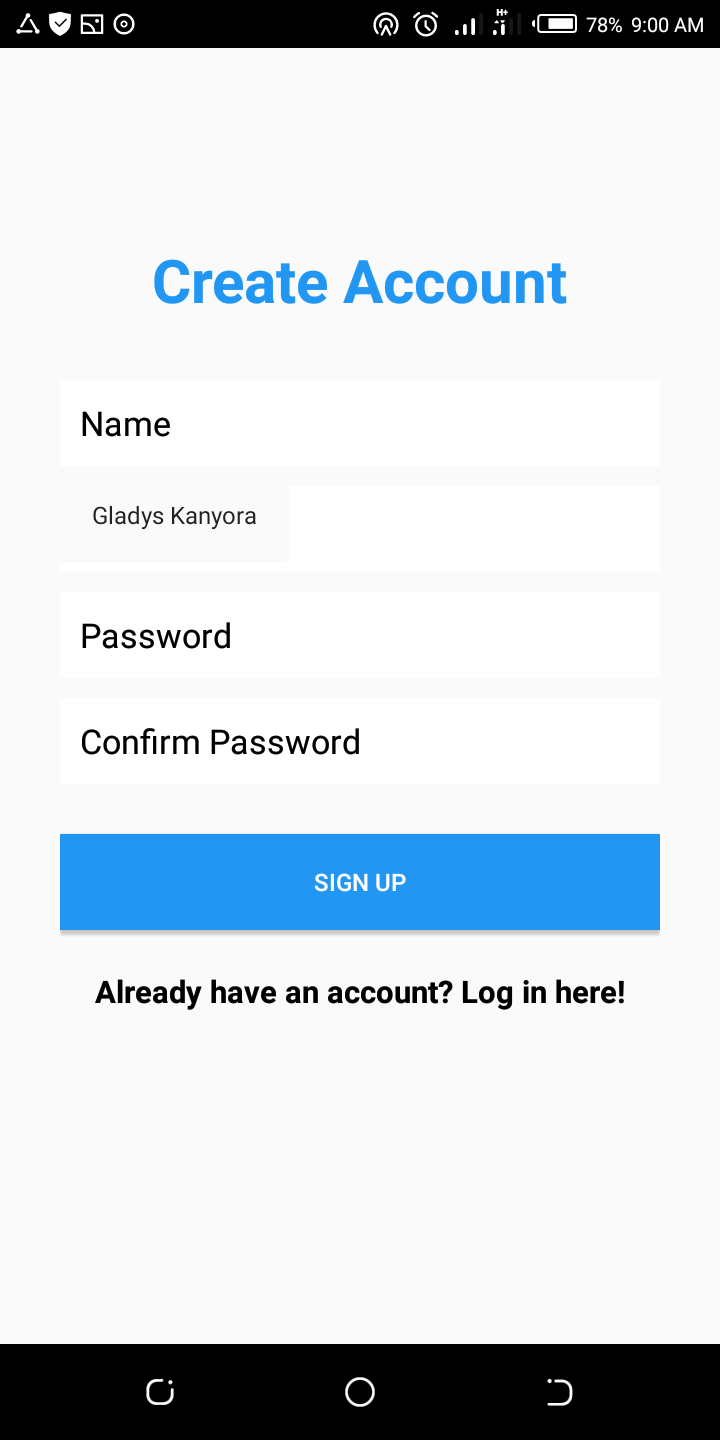 H+
78% 9:00 AM
Create Account
Name
Gladys Kanyora
Password
Confirm Password
SIGN UP
Already have an account? Log in here!